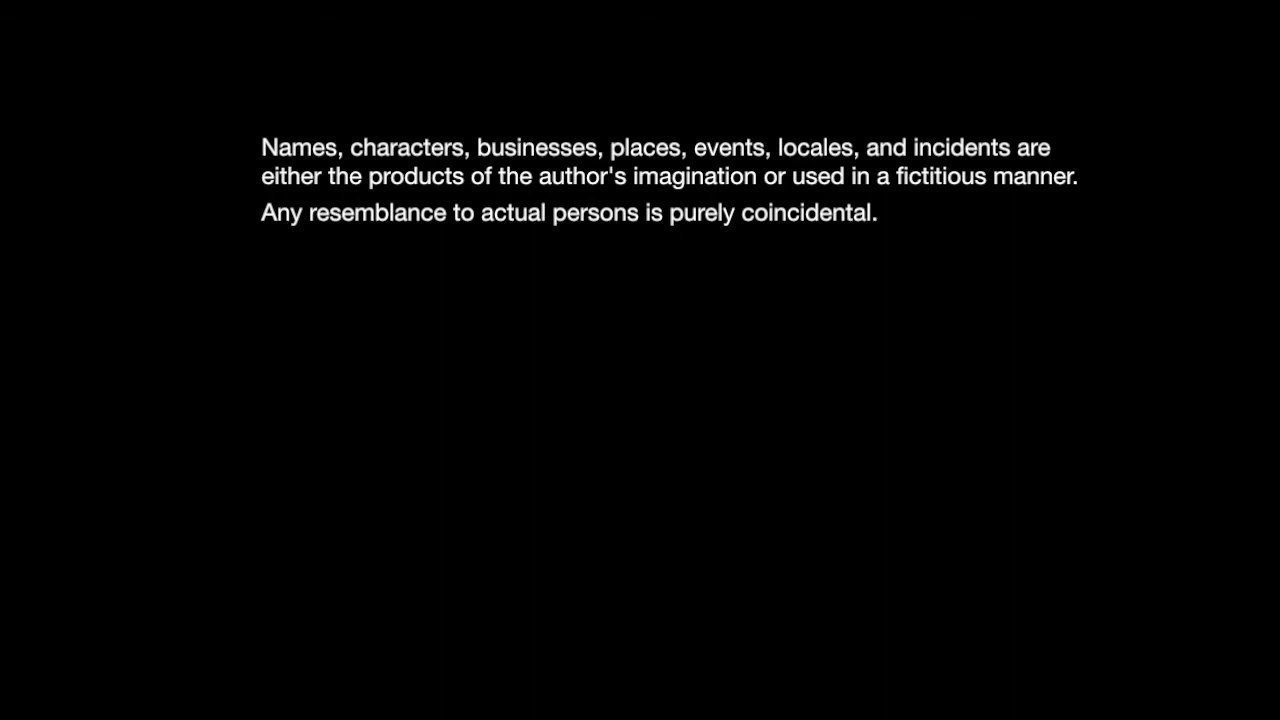 Names, characters, businesses, places, events, locales, and incidents are
either the products of the author's imagination or used in a fictitious manner.
Any resemblance to actual persons is purely coincidental.